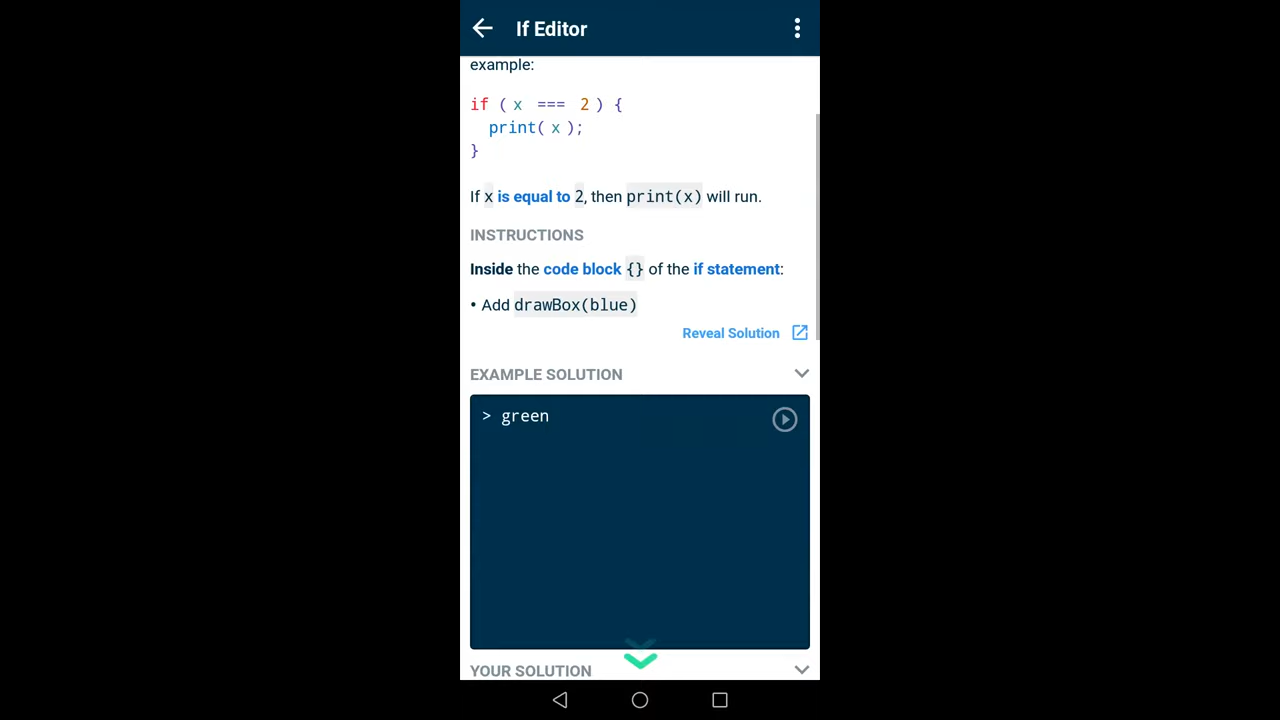 If Editor
example:
if ( x === 2 ) {
print( x );
}
If x is equal to 2, then print(x) will run.
INSTRUCTIONS
Inside the code block {} of the if statement:
• Add drawBox(blue)
Reveal Solution
EXAMPLE SOLUTION
> green
YOUR SOLUTION